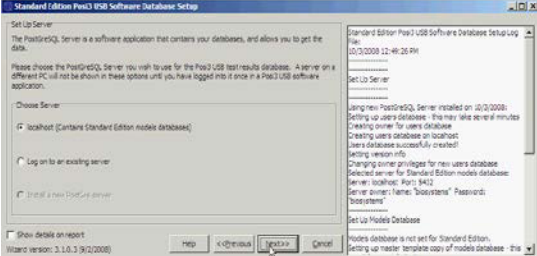 Standard Edition Posi3 USB Software Database Setup
Set Up Server
The PostGreSQL Server is a software application that contains your databases, and allows you to get the
data.
Please choose the PostGreSQL Server you wish to use for the Posi3 USB test results database. A server on a
different PC will not be shown in these options until you have logged into it once in a Posi3 USB software
application.
Choose Server
localhost (Contains Standard Edition models databases)
Log on to an existing server
Install a new PostGre server
Show details on report
Wizard version: 3.1.0.3 (9/2/2008)
Help
<<Previous
Next>>
Cancel
Standard Edition Posi3 USB Software Database Setup Log
File:
10/3/2008 12:49:26 PM
Set Up Server
Using new PostGreSQL Server installed on 10/3/2008:
Setting up users database - this may take several minutes
Creating owner for users database
Creating users database on localhost
Users database successfully created!
Setting version info
Changing owner privileges for new users database
Selected server for Standard Edition models database:
Server: localhost Port: 5432
Server owner: Name: "biosystems" Password:
"biosystems"
Set Up Models Database
Models database is not set for Standard Edition.
Setting up master template copy of models database - this